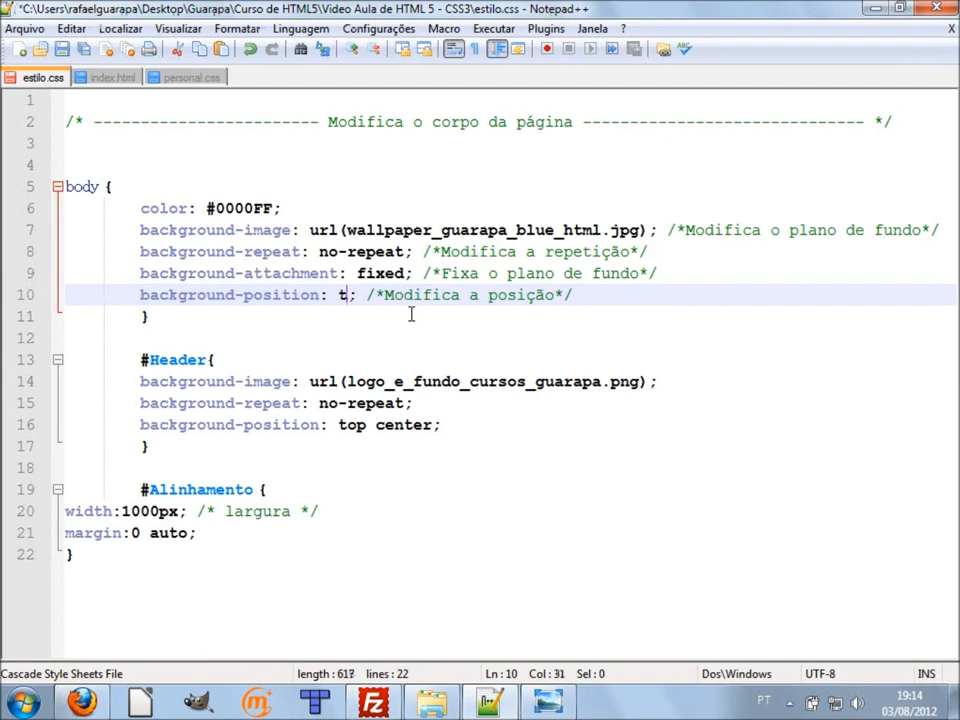 *C:\Users\rafaelguarapa\Desktop\Guarapa\Curso de HTML5\Video Aula de HTML 5 - CSS3\estilo.css - Notepad++
Arquivo Editar Localizar Visualizar Formatar Linguagem Configurações Macro Executar Plugins Janela ? X
estilo.css index.html personal.css
1
2 /* ------------------------ Modifica o corpo da página ------------------------------ */
3
4
5 body {
6 color: #0000FF;
7 background-image: url(wallpaper_guarapa_blue_html.jpg); /*Modifica o plano de fundo*/
8 background-repeat: no-repeat; /*Modifica a repetição*/
9 background-attachment: fixed; /*Fixa o plano de fundo*/
10 background-position: t; /*Modifica a posição*/
11 }
12
13 #Header{
14 background-image: url(logo_e_fundo_cursos_guarapa.png);
15 background-repeat: no-repeat;
16 background-position: top center;
17 }
18
19 #Alinhamento {
20 width:1000px; /* largura */
21 margin:0 auto;
22 }
Cascade Style Sheets File length : 617 lines : 22 Ln : 10 Col : 31 Sel : 0 Dos\Windows UTF-8 INS
PT 19:14
03/08/2012